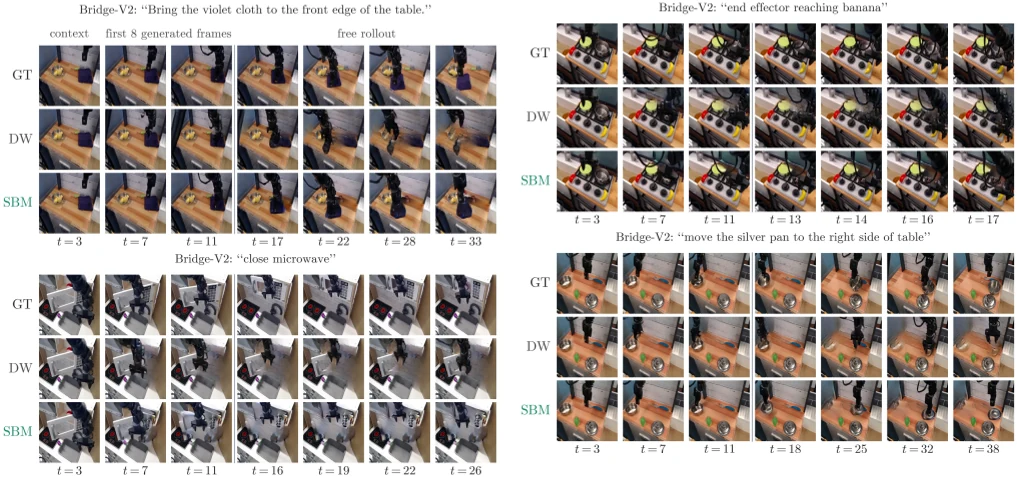 Bridge-V2: ‘‘Bring the violet cloth to the front edge of the table.’’
context first 8 generated frames free rollout
GT
DW
SBM
t = 3 t = 7 t = 11 t = 17 t = 22 t = 28 t = 33
Bridge-V2: ‘‘close microwave’’
GT
DW
SBM
t = 3 t = 7 t = 11 t = 16 t = 19 t = 22 t = 26
Bridge-V2: ‘‘end effector reaching banana’’
GT
DW
SBM
t = 3 t = 7 t = 11 t = 13 t = 14 t = 16 t = 17
Bridge-V2: ‘‘move the silver pan to the right side of table’’
GT
DW
SBM
t = 3 t = 7 t = 11 t = 18 t = 25 t = 32 t = 38